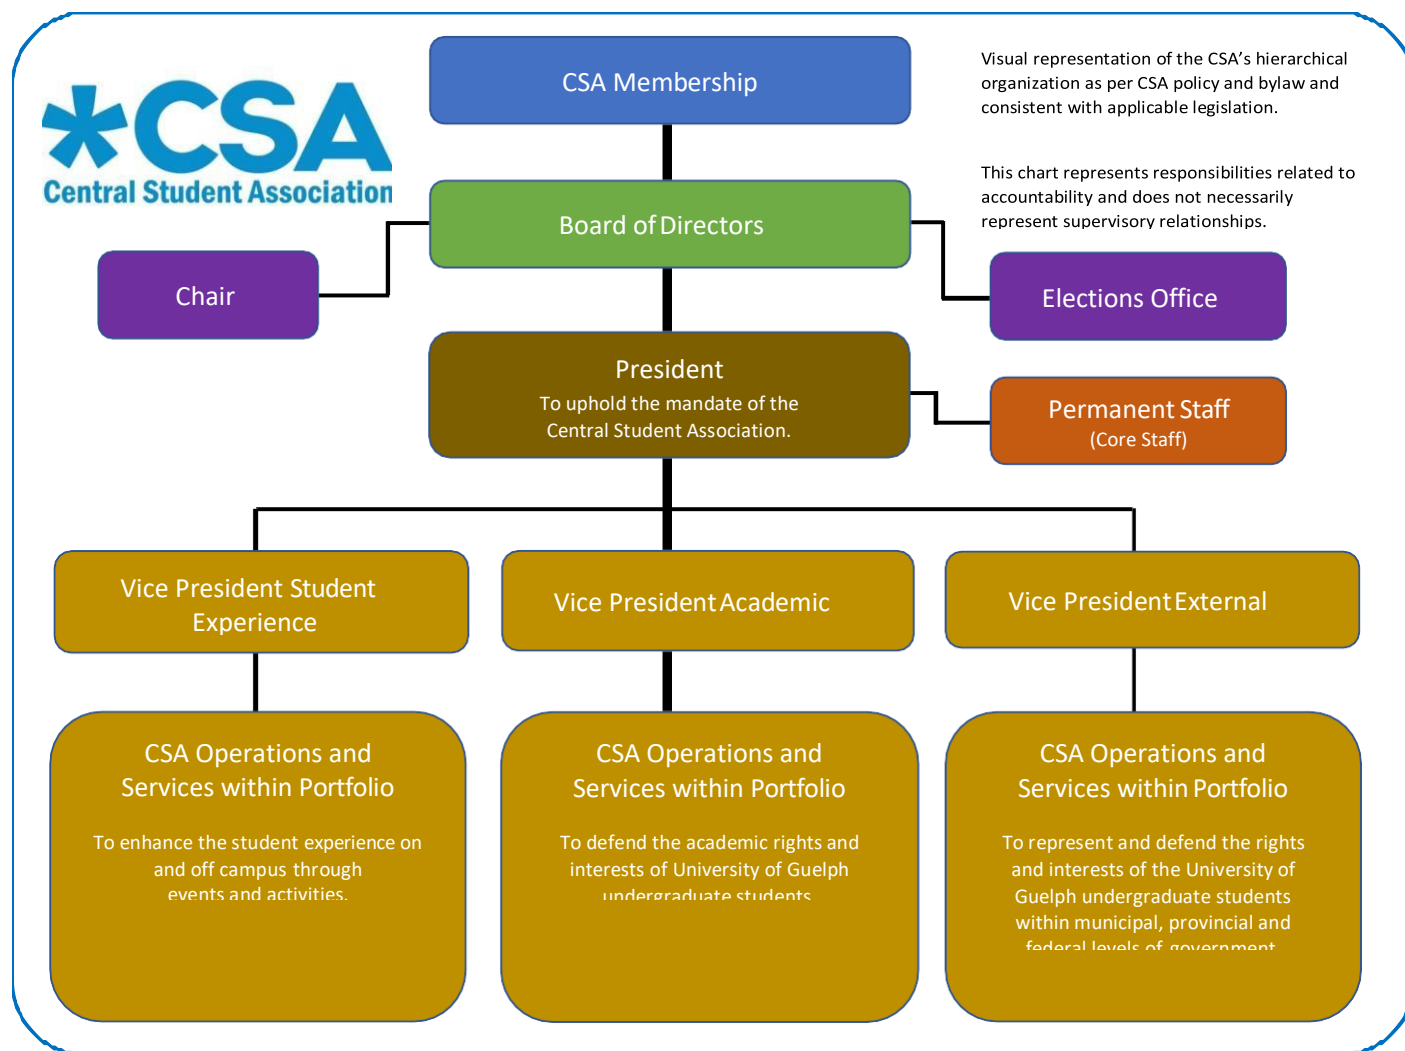 CSA Membership
Visual representation of the CSA's hierarchical
organization as per CSA policy and bylaw and
consistent with applicable legislation.
*CSA
Central Student Association
This chart represents responsibilities related to
accountability and does not necessarily
represent supervisory relationships.
Board of Directors
Chair
Elections Office
President
To uphold the mandate of the
Central Student Association.
Permanent Staff
(Core Staff)
Vice President Student
Experience
Vice President Academic
Vice President External
CSA Operations and
Services within Portfolio
To enhance the student experience on
and off campus through
events and activities.
CSA Operations and
Services within Portfolio
To defend the academic rights and
interests of University of Guelph
undergraduate students
CSA Operations and
Services within Portfolio
To represent and defend the rights
and interests of the University of
Guelph undergraduate students
within municipal, provincial and
federal levels of government